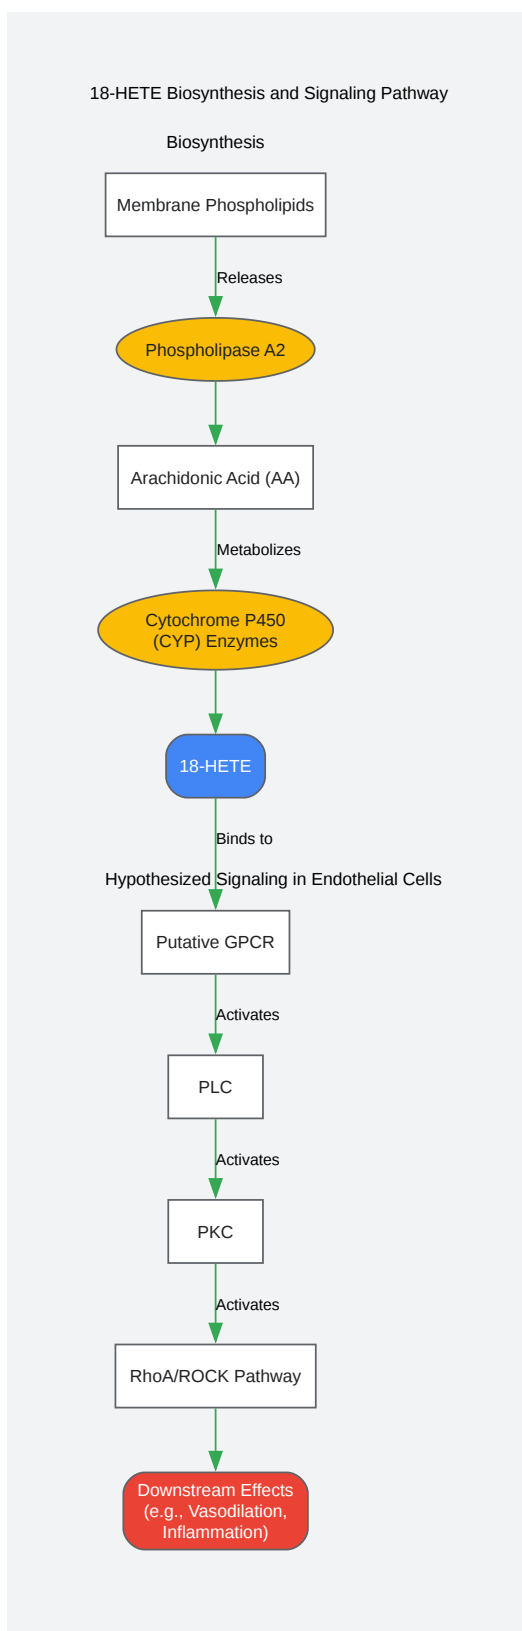 18-HETE Biosynthesis and Signaling Pathway
Biosynthesis
Membrane Phospholipids
Releases
Phospholipase A2
Arachidonic Acid (AA)
Metabolizes
Cytochrome P450
(CYP) Enzymes
18-HETE
Binds to
Hypothesized Signaling in Endothelial Cells
Putative GPCR
Activates
PLC
Activates
PKC
Activates
RhoA/ROCK Pathway
Downstream Effects
(e.g., Vasodilation,
Inflammation)